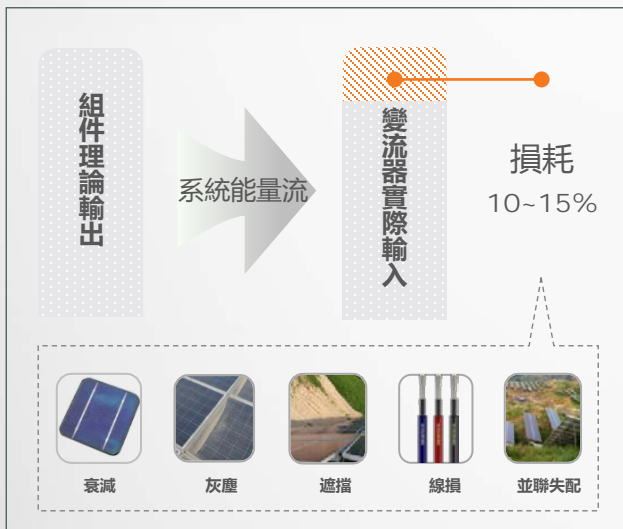 組件理論輸出
系統能量流
變流器實際輸入
損耗
10~15%
衰減
灰塵
遮擋
線損
並聯失配